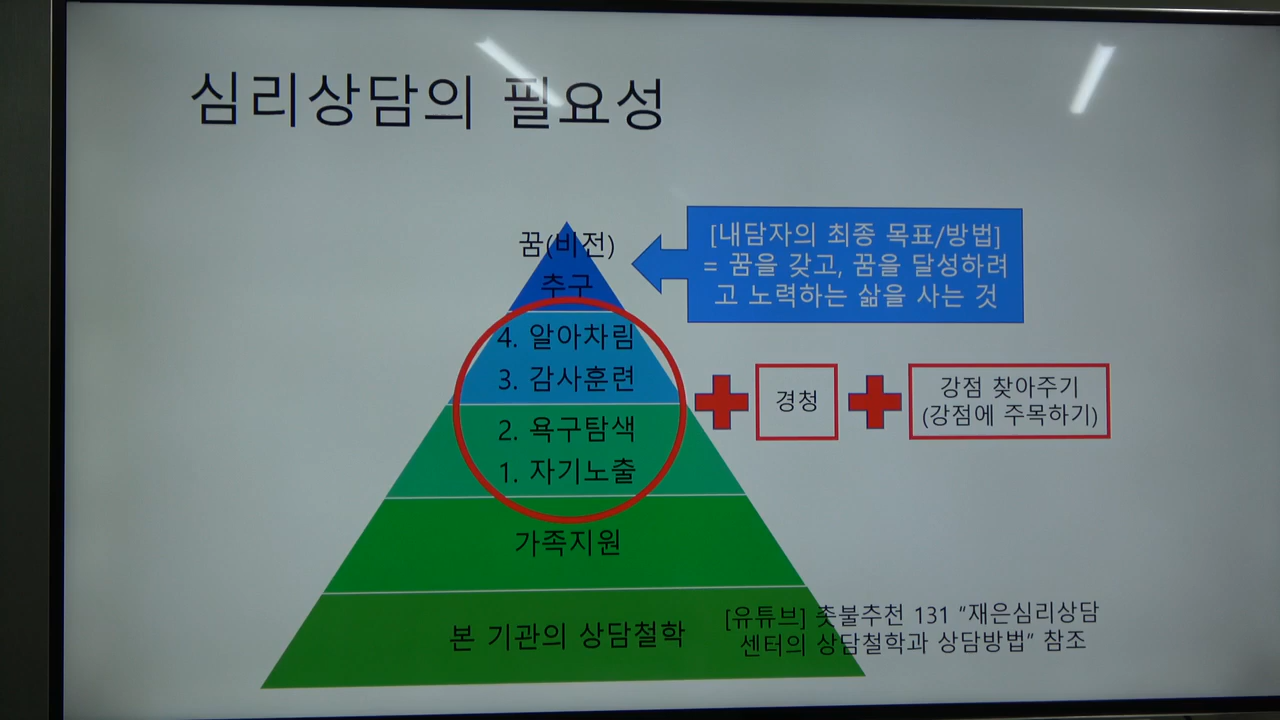 심리상담의 필요성
꿈(비전)
추구
[내담자의 최종 목표/방법]
= 꿈을 갖고, 꿈을 달성하려
고 노력하는 삶을 사는 것
4. 알아차림
3. 감사훈련
2. 욕구탐색
1. 자기노출
경청
강점 찾아주기
(강점에 주목하기)
가족지원
본 기관의 상담철학
[유튜브] 촛불추천 131 "재은심리상담
센터의 상담철학과 상담방법" 참조